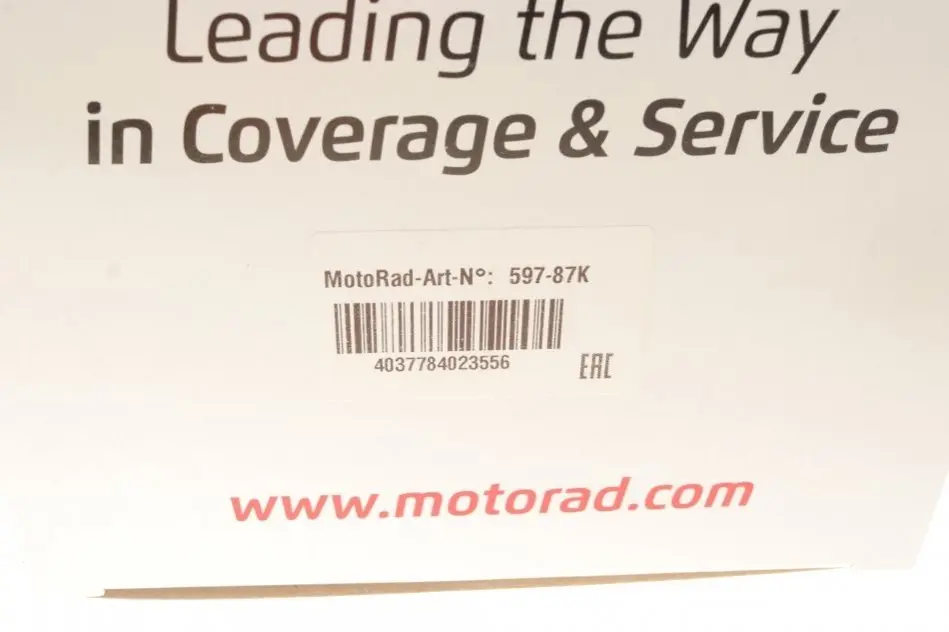 Leading the Way
in Coverage & Service
MotoRad-Art-N°: 597-87K
4037784023556
EAC
www.motorad.com